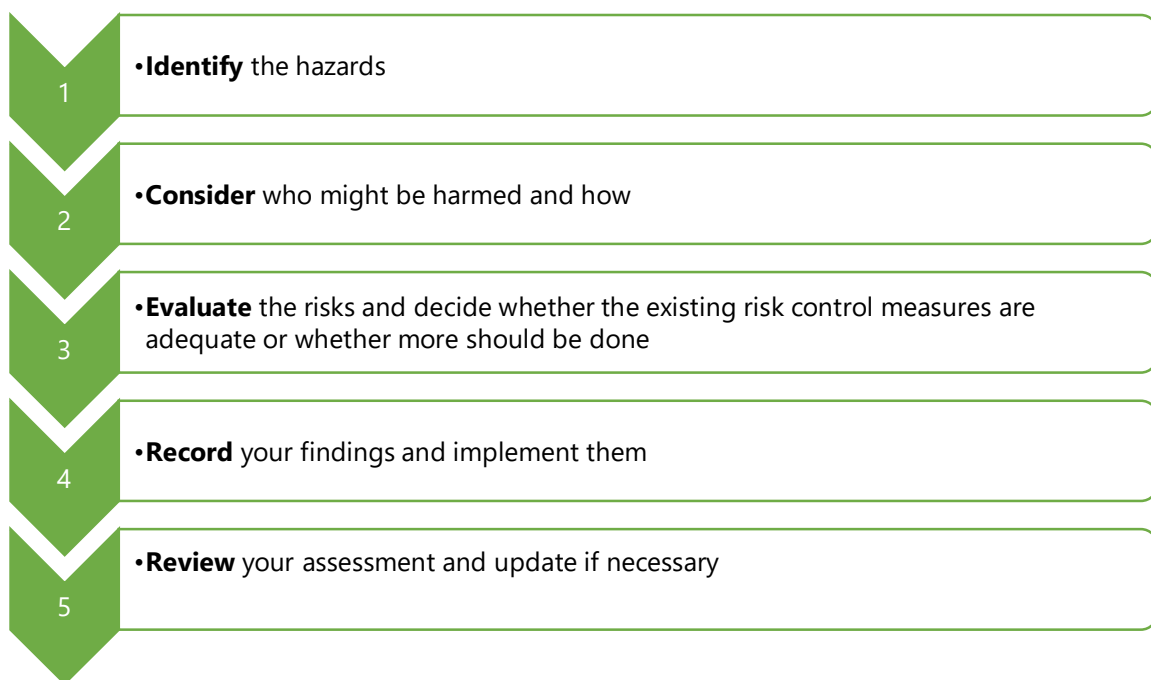 1
•Identify the hazards
2
•Consider who might be harmed and how
3
•Evaluate the risks and decide whether the existing risk control measures are
adequate or whether more should be done
4
•Record your findings and implement them
5
•Review your assessment and update if necessary